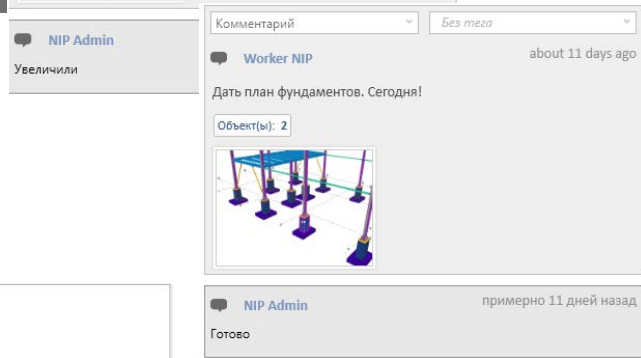 NIP Admin
Увеличили
Комментарий
Без тега
Worker NIP
about 11 days ago
Дать план фундаментов. Сегодня!
Объект(ы): 2
NIP Admin
примерно 11 дней назад
Готово